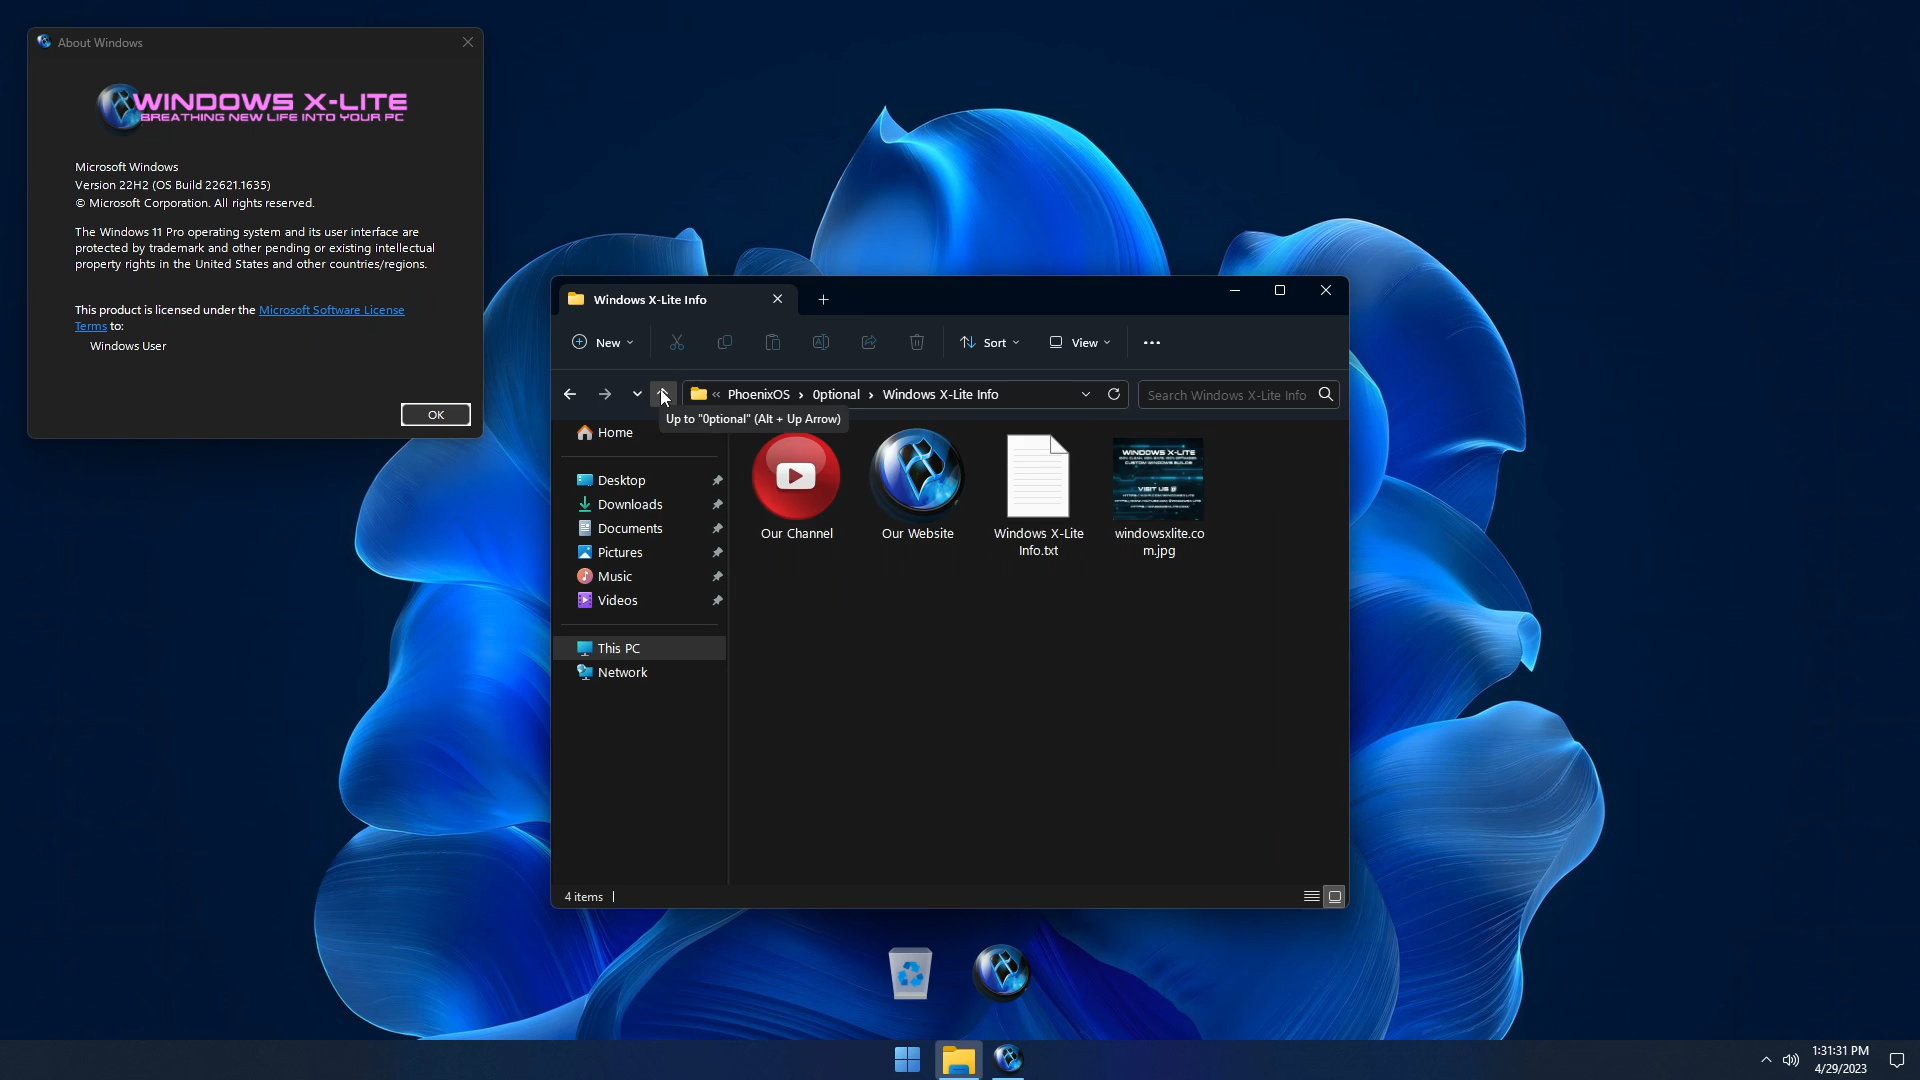 About Windows
WINDOWS X-LITE
BREATHING NEW LIFE INTO YOUR PC
Microsoft Windows
Version 22H2 (OS Build 22621.1635)
© Microsoft Corporation. All rights reserved.
The Windows 11 Pro operating system and its user interface are
protected by trademark and other pending or existing intellectual
property rights in the United States and other countries/regions.
This product is licensed under the Microsoft Software License
Terms to:
Windows User
OK
Windows X-Lite Info
New
Sort
View
« PhoenixOS › 0ptional › Windows X-Lite Info
Search Windows X-Lite Info
Up to "0ptional" (Alt + Up Arrow)
Home
Desktop
Downloads
Documents
Pictures
Music
Videos
This PC
Network
Our Channel
Our Website
Windows X-Lite
Info.txt
WINDOWS X-LITE
CUSTOM WINDOWS BUILDS
VISIT US @
windowsxlite.co
m.jpg
4 items
1:31:31 PM
4/29/2023